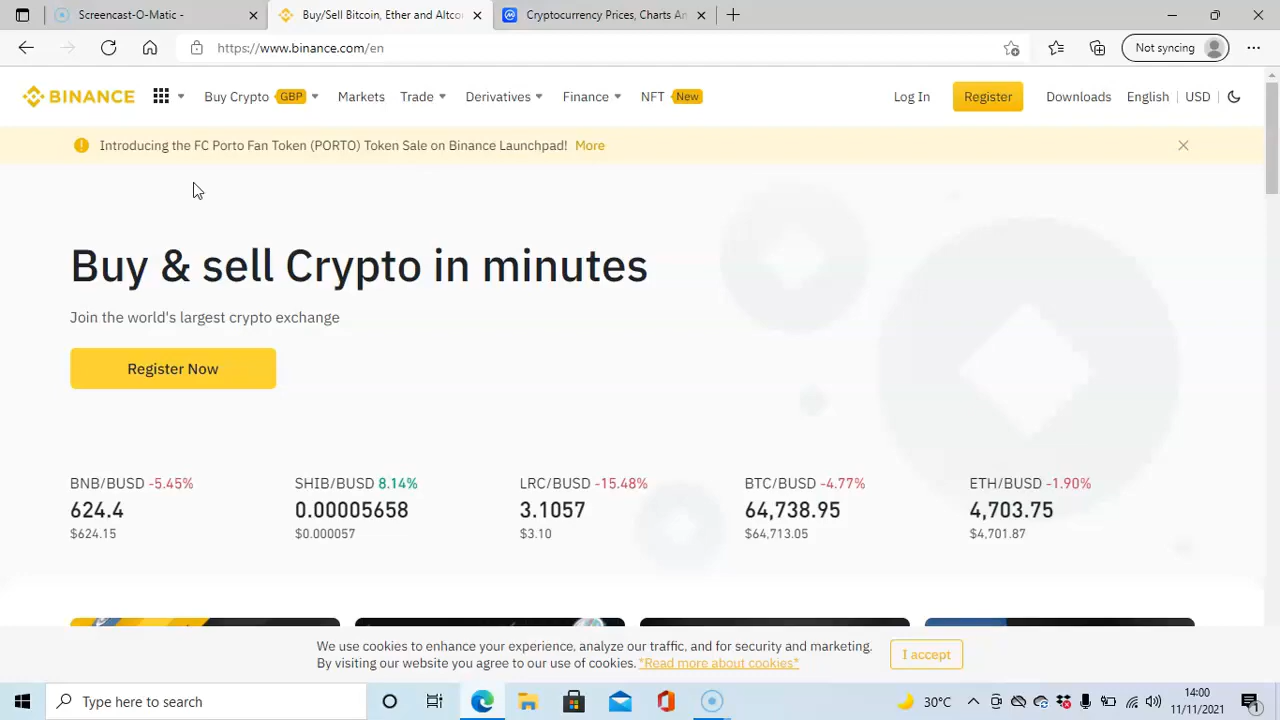 Screencast-O-Matic -
Buy/Sell Bitcoin, Ether and Altco
Cryptocurrency Prices, Charts An
https://www.binance.com/en
Not syncing
BINANCE
Buy Crypto GBP
Markets
Trade
Derivatives
Finance
NFT New
Log In
Register
Downloads
English
USD
Introducing the FC Porto Fan Token (PORTO) Token Sale on Binance Launchpad! More
Buy & sell Crypto in minutes
Join the world's largest crypto exchange
Register Now
BNB/BUSD -5.45%
624.4
$624.15
SHIB/BUSD 8.14%
0.00005658
$0.000057
LRC/BUSD -15.48%
3.1057
$3.10
BTC/BUSD -4.77%
64,738.95
$64,713.05
ETH/BUSD -1.90%
4,703.75
$4,701.87
We use cookies to enhance your experience, analyze our traffic, and for security and marketing.
By visiting our website you agree to our use of cookies. "Read more about cookies"
I accept
Type here to search
30°C
14:00
11/11/2021
1